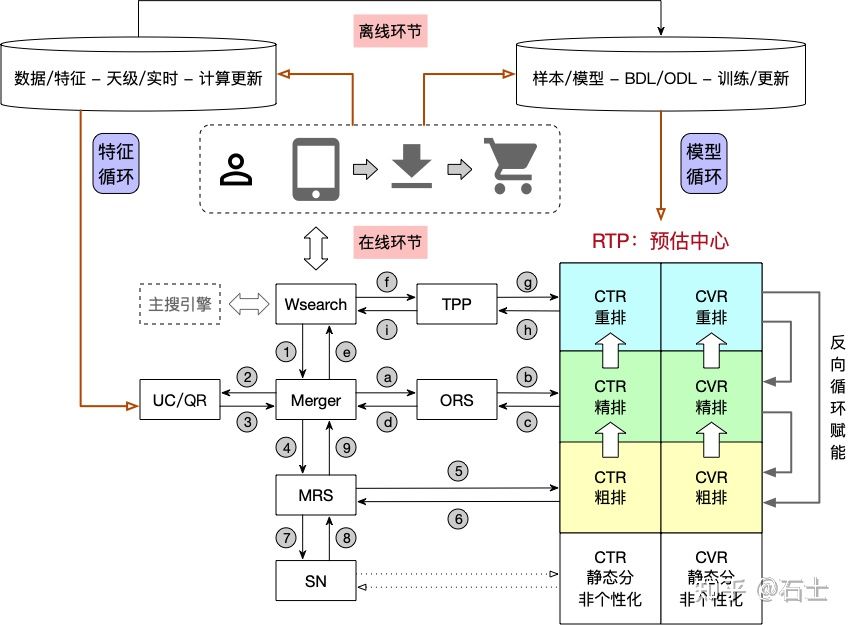 离线环节
数据/特征 – 天级/实时 – 计算更新
样本/模型 – BDL/ODL – 训练/更新
特征
循环
模型
循环
在线环节
RTP：预估中心
主搜引擎
Wsearch
f
i
TPP
g
h
CTR
重排
CVR
重排
1
e
2
3
UC/QR
Merger
a
d
ORS
b
c
CTR
精排
CVR
精排
反
向
循
环
赋
能
4
9
MRS
5
6
CTR
粗排
CVR
粗排
7
8
SN
CTR
静态分
非个性化
CVR
静态分
非个性化
知乎 @石土